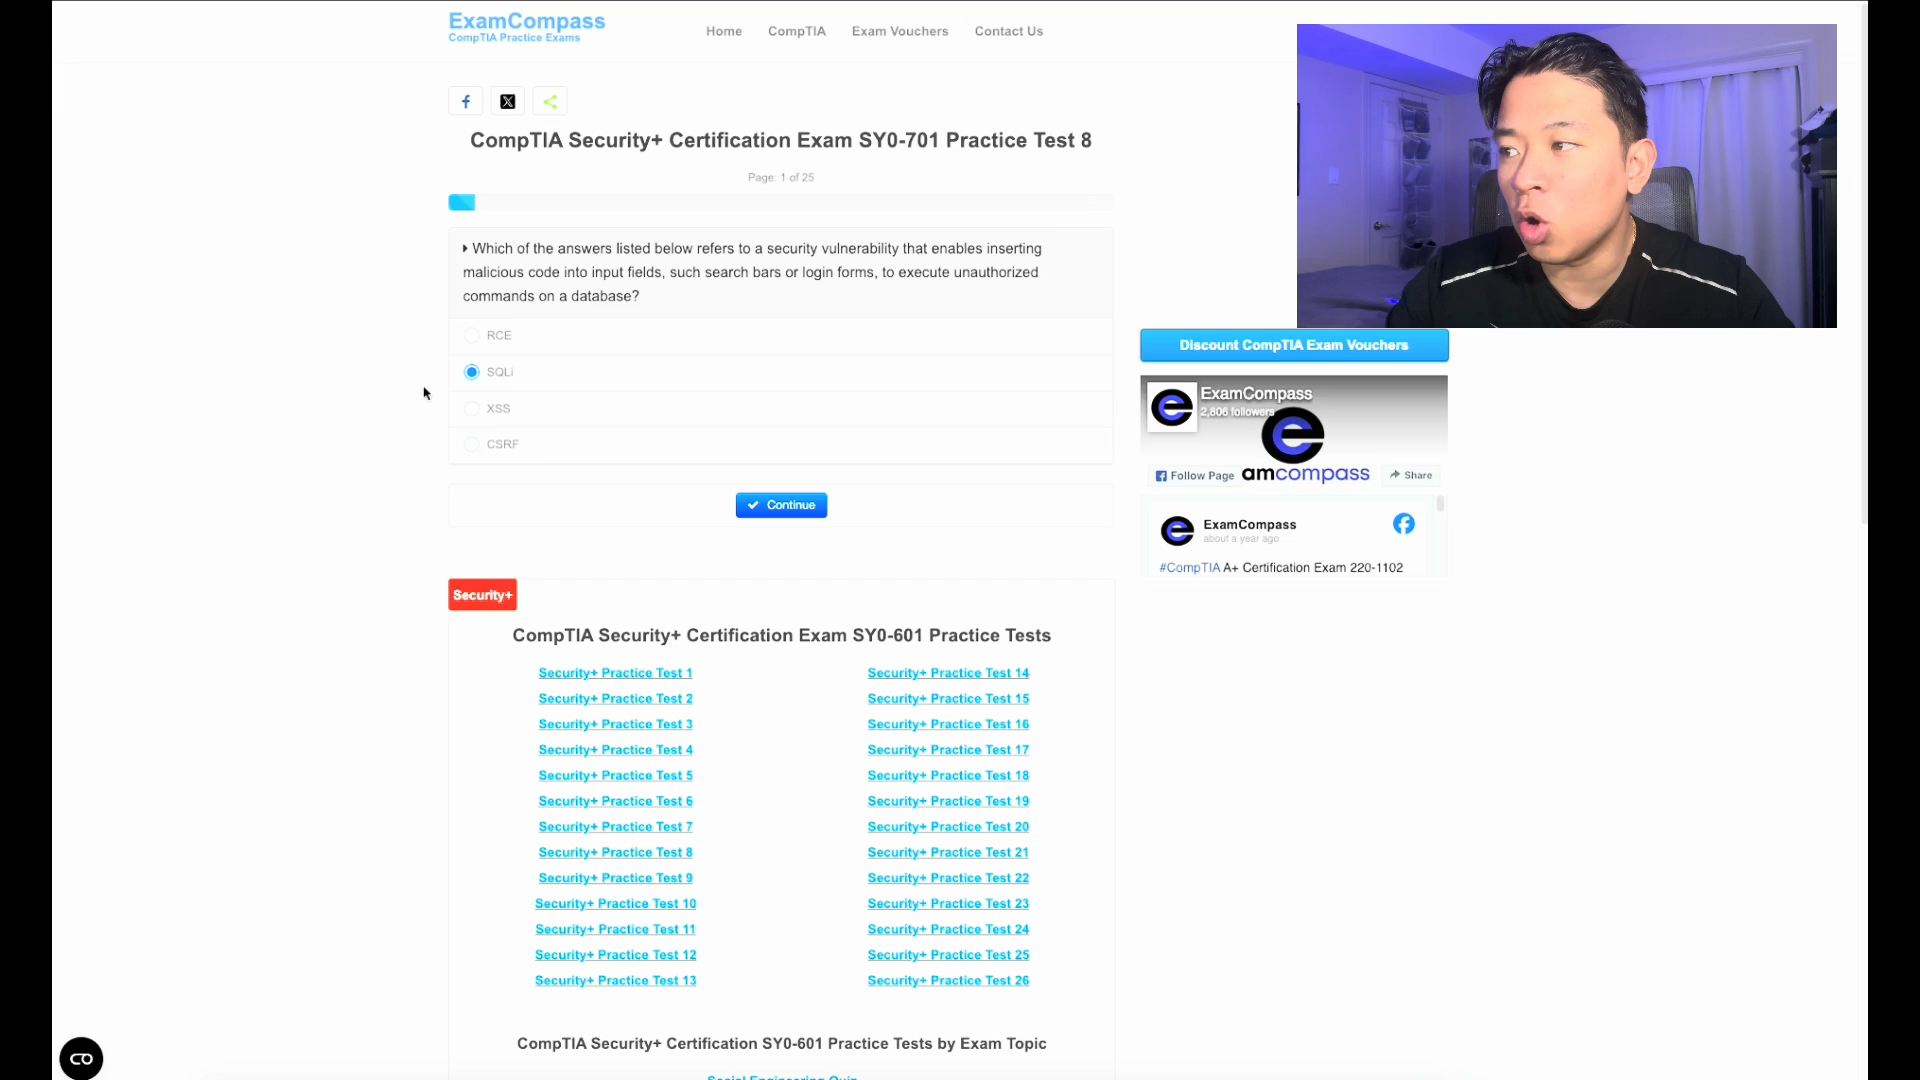 ExamCompass
CompTIA Practice Exams
Home
CompTIA
Exam Vouchers
Contact Us
CompTIA Security+ Certification Exam SY0-701 Practice Test 8
Page: 1 of 25
Which of the answers listed below refers to a security vulnerability that enables inserting
malicious code into input fields, such search bars or login forms, to execute unauthorized
commands on a database?
RCE
SQLi
XSS
CSRF
Continue
Discount CompTIA Exam Vouchers
ExamCompass
2,806 followers
Follow Page
amcompass
Share
ExamCompass
about a year ago
#CompTIA A+ Certification Exam 220-1102
Security+
CompTIA Security+ Certification Exam SY0-601 Practice Tests
Security+ Practice Test 1
Security+ Practice Test 2
Security+ Practice Test 3
Security+ Practice Test 4
Security+ Practice Test 5
Security+ Practice Test 6
Security+ Practice Test 7
Security+ Practice Test 8
Security+ Practice Test 9
Security+ Practice Test 10
Security+ Practice Test 11
Security+ Practice Test 12
Security+ Practice Test 13
Security+ Practice Test 14
Security+ Practice Test 15
Security+ Practice Test 16
Security+ Practice Test 17
Security+ Practice Test 18
Security+ Practice Test 19
Security+ Practice Test 20
Security+ Practice Test 21
Security+ Practice Test 22
Security+ Practice Test 23
Security+ Practice Test 24
Security+ Practice Test 25
Security+ Practice Test 26
CompTIA Security+ Certification SY0-601 Practice Tests by Exam Topic
Social Engineering Quiz